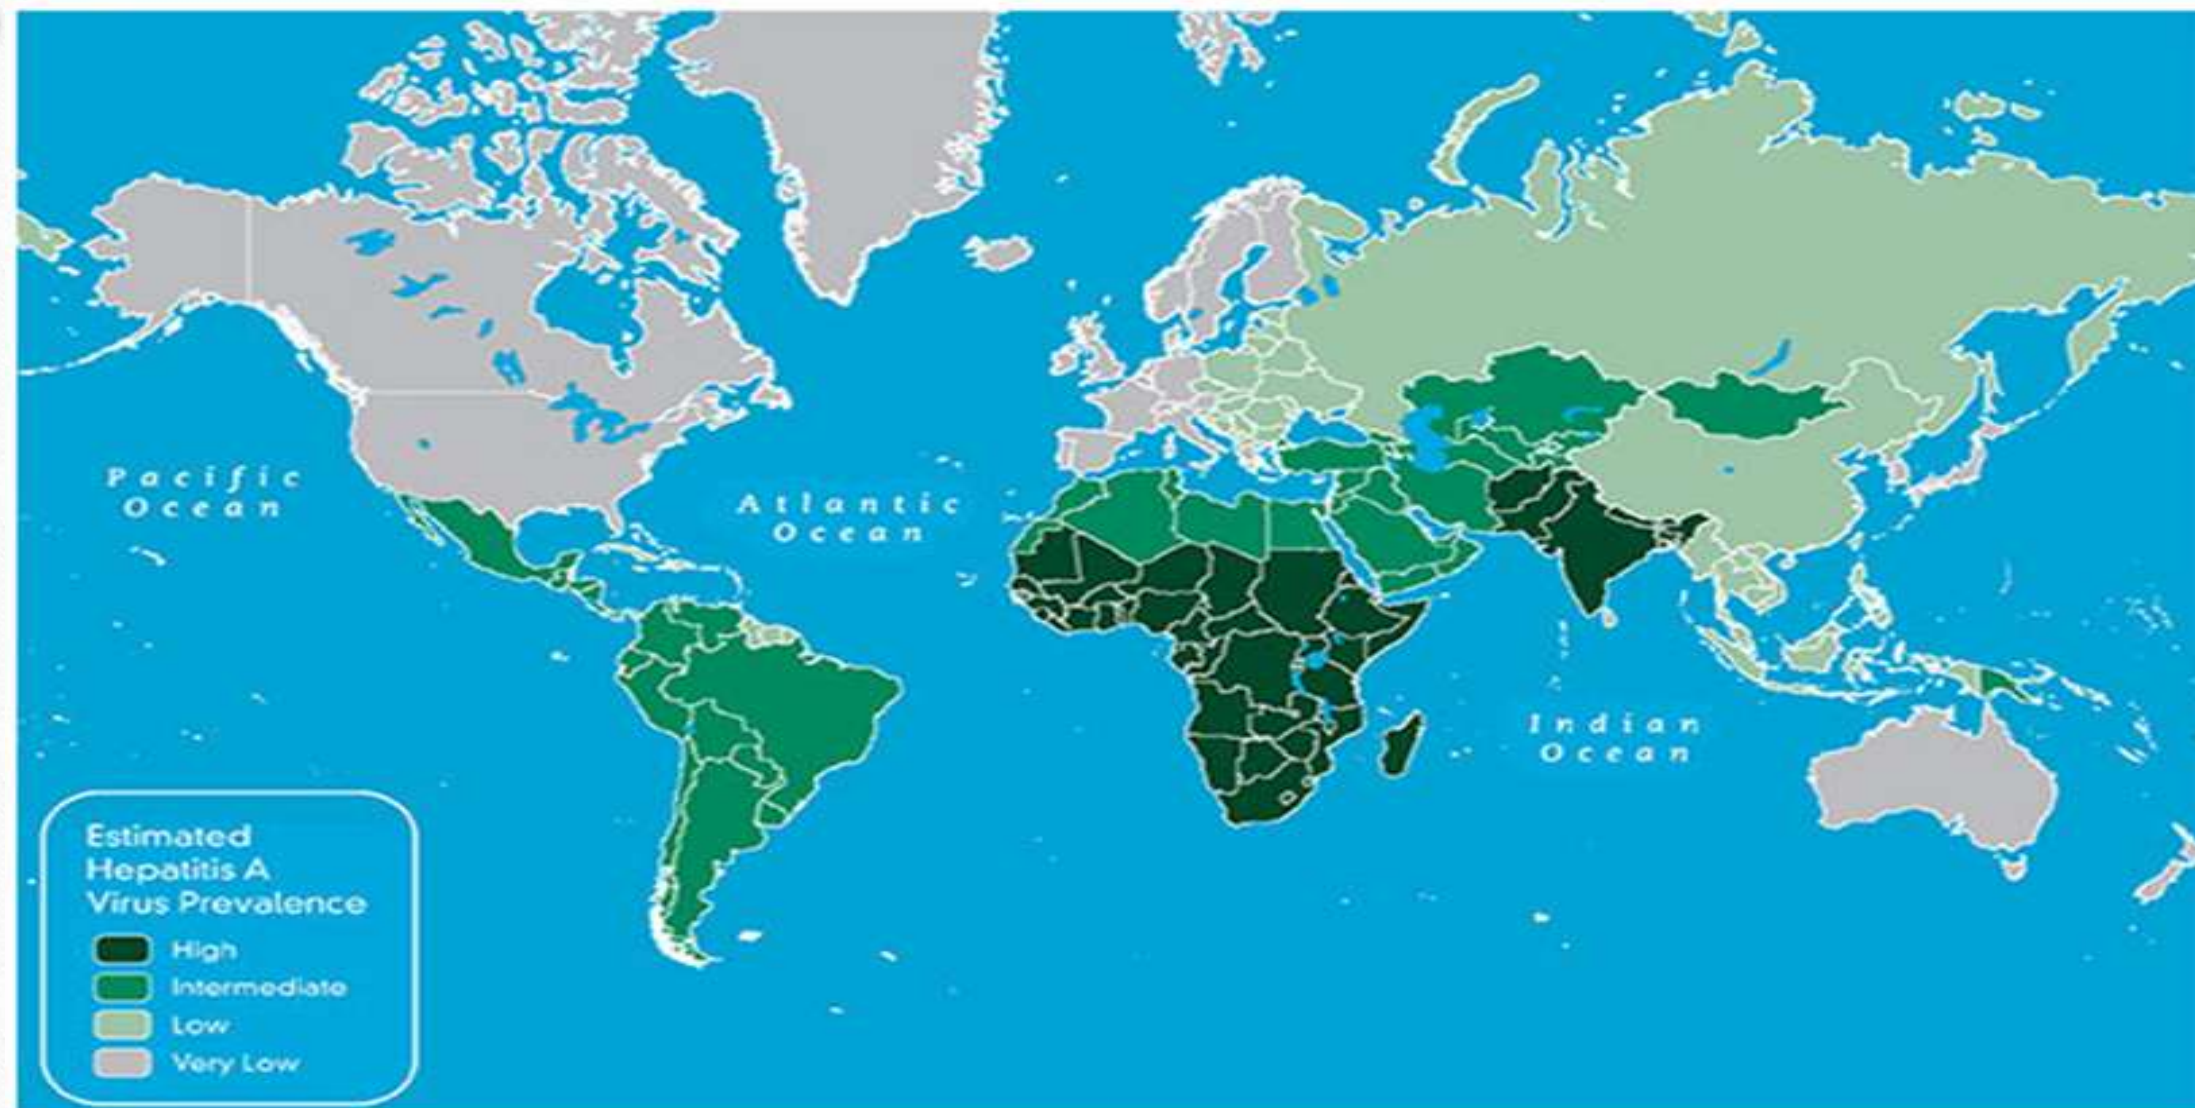 Pacific
Ocean
Atlantic
Ocean
Indian
Ocean
Estimated
Hepatitis A
Virus Prevalence
High
Intermediate
Low
Very Low